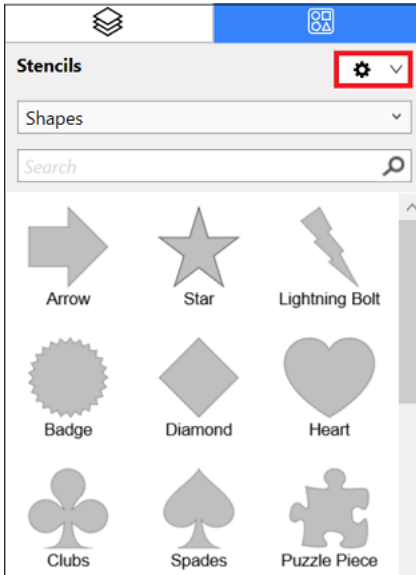 Stencils
Shapes
Search
Arrow Star Lightning Bolt
Badge Diamond Heart
Clubs Spades Puzzle Piece